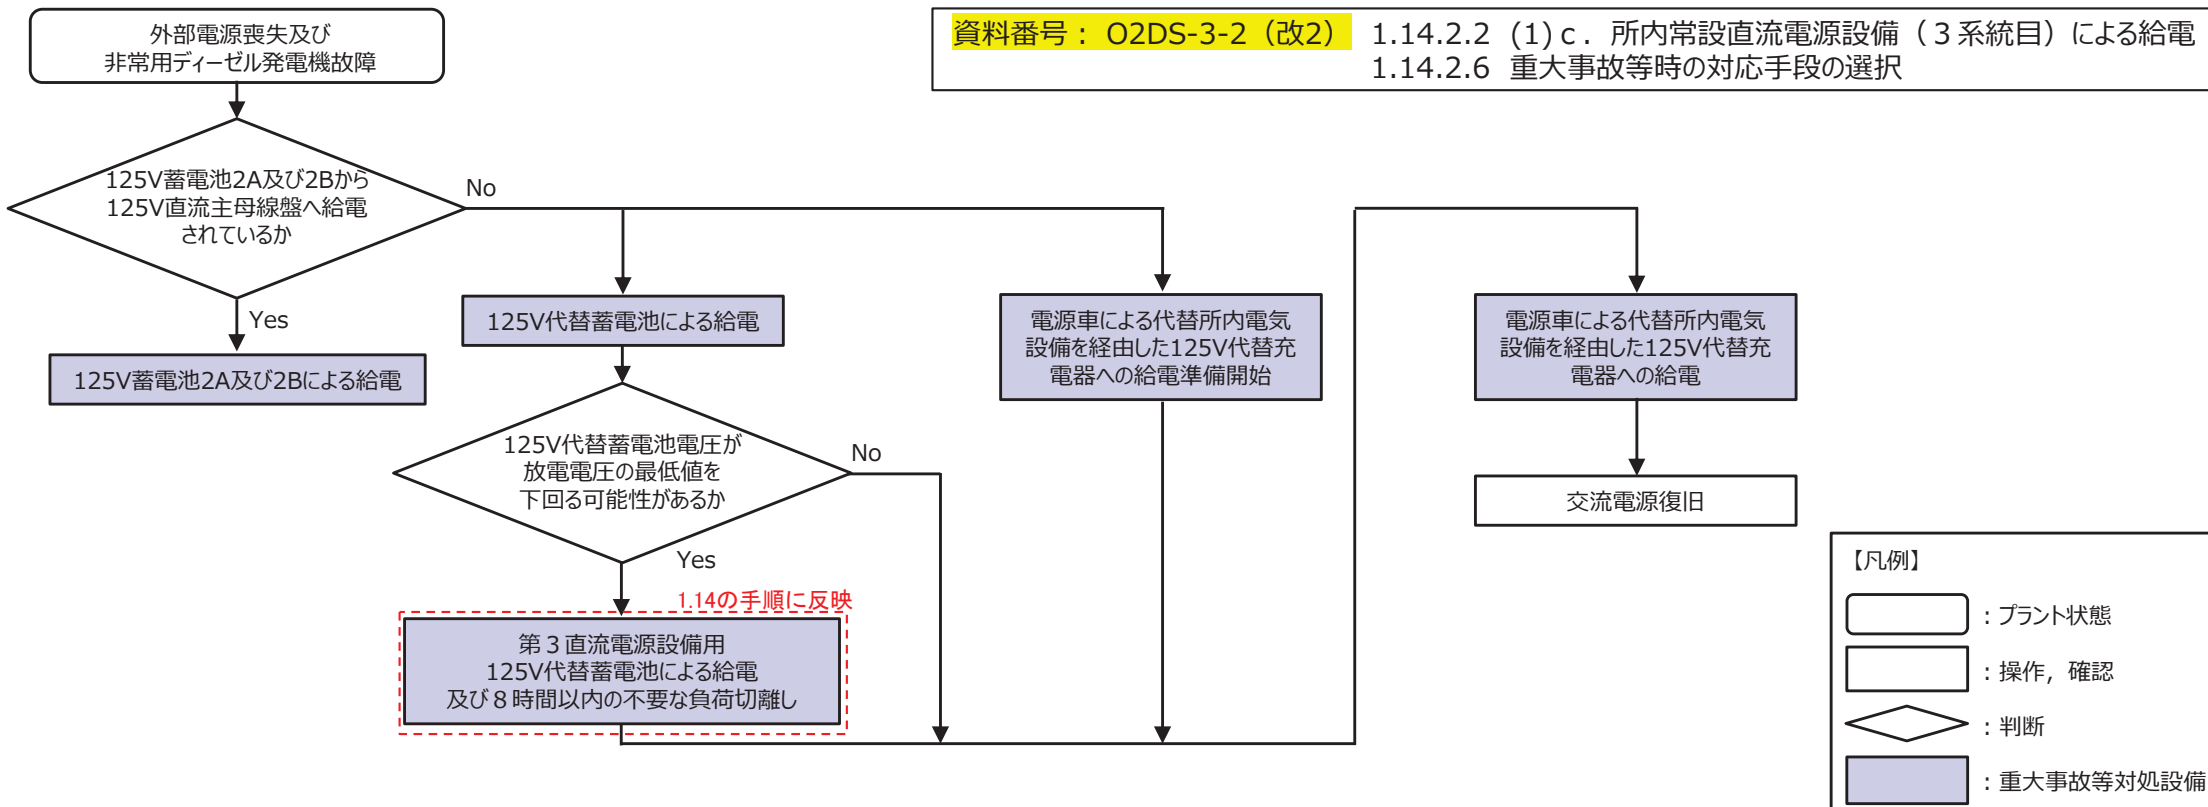 外部電源喪失及び
非常用ディーゼル発電機故障
資料番号： O2DS-3-2（改2） 1.14.2.2 (1)ｃ．所内常設直流電源設備（３系統目）による給電
1.14.2.6 重大事故等時の対応手段の選択
125V蓄電池2A及び2Bから
125V直流主母線盤へ給電
されているか
No
Yes
125V蓄電池2A及び2Bによる給電
125V代替蓄電池による給電
電源車による代替所内電気
設備を経由した125V代替充
電器への給電準備開始
電源車による代替所内電気
設備を経由した125V代替充
電器への給電
125V代替蓄電池電圧が
放電電圧の最低値を
下回る可能性があるか
No
Yes
交流電源復旧
1.14の手順に反映
第３直流電源設備用
125V代替蓄電池による給電
及び８時間以内の不要な負荷切離し
【凡例】
：プラント状態
：操作，確認
：判断
：重大事故等対処設備